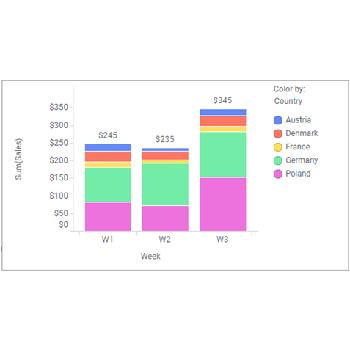 Color by:
Country
$345
$350
Austria
$300
Denmark
$245
$235
$250
France
$200
Germany
$150
Poland
$100
$50
$0
Sum(Sales)
W1 W2 W3
Week